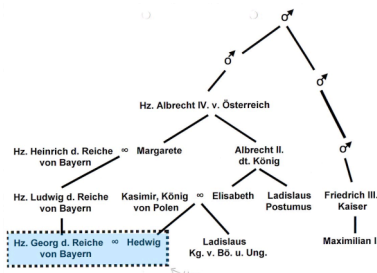 Hz. Albrecht IV. v. Österreich
Hz. Heinrich d. Reiche ∞ Margarete Albrecht II.
von Bayern dt. König
Hz. Ludwig d. Reiche Kasimir, König ∞ Elisabeth Ladislaus Friedrich III.
von Bayern von Polen Postumus Kaiser
Hz. Georg d. Reiche ∞ Hedwig Ladislaus Maximilian I
von Bayern Kg. v. Bö. u. Ung.